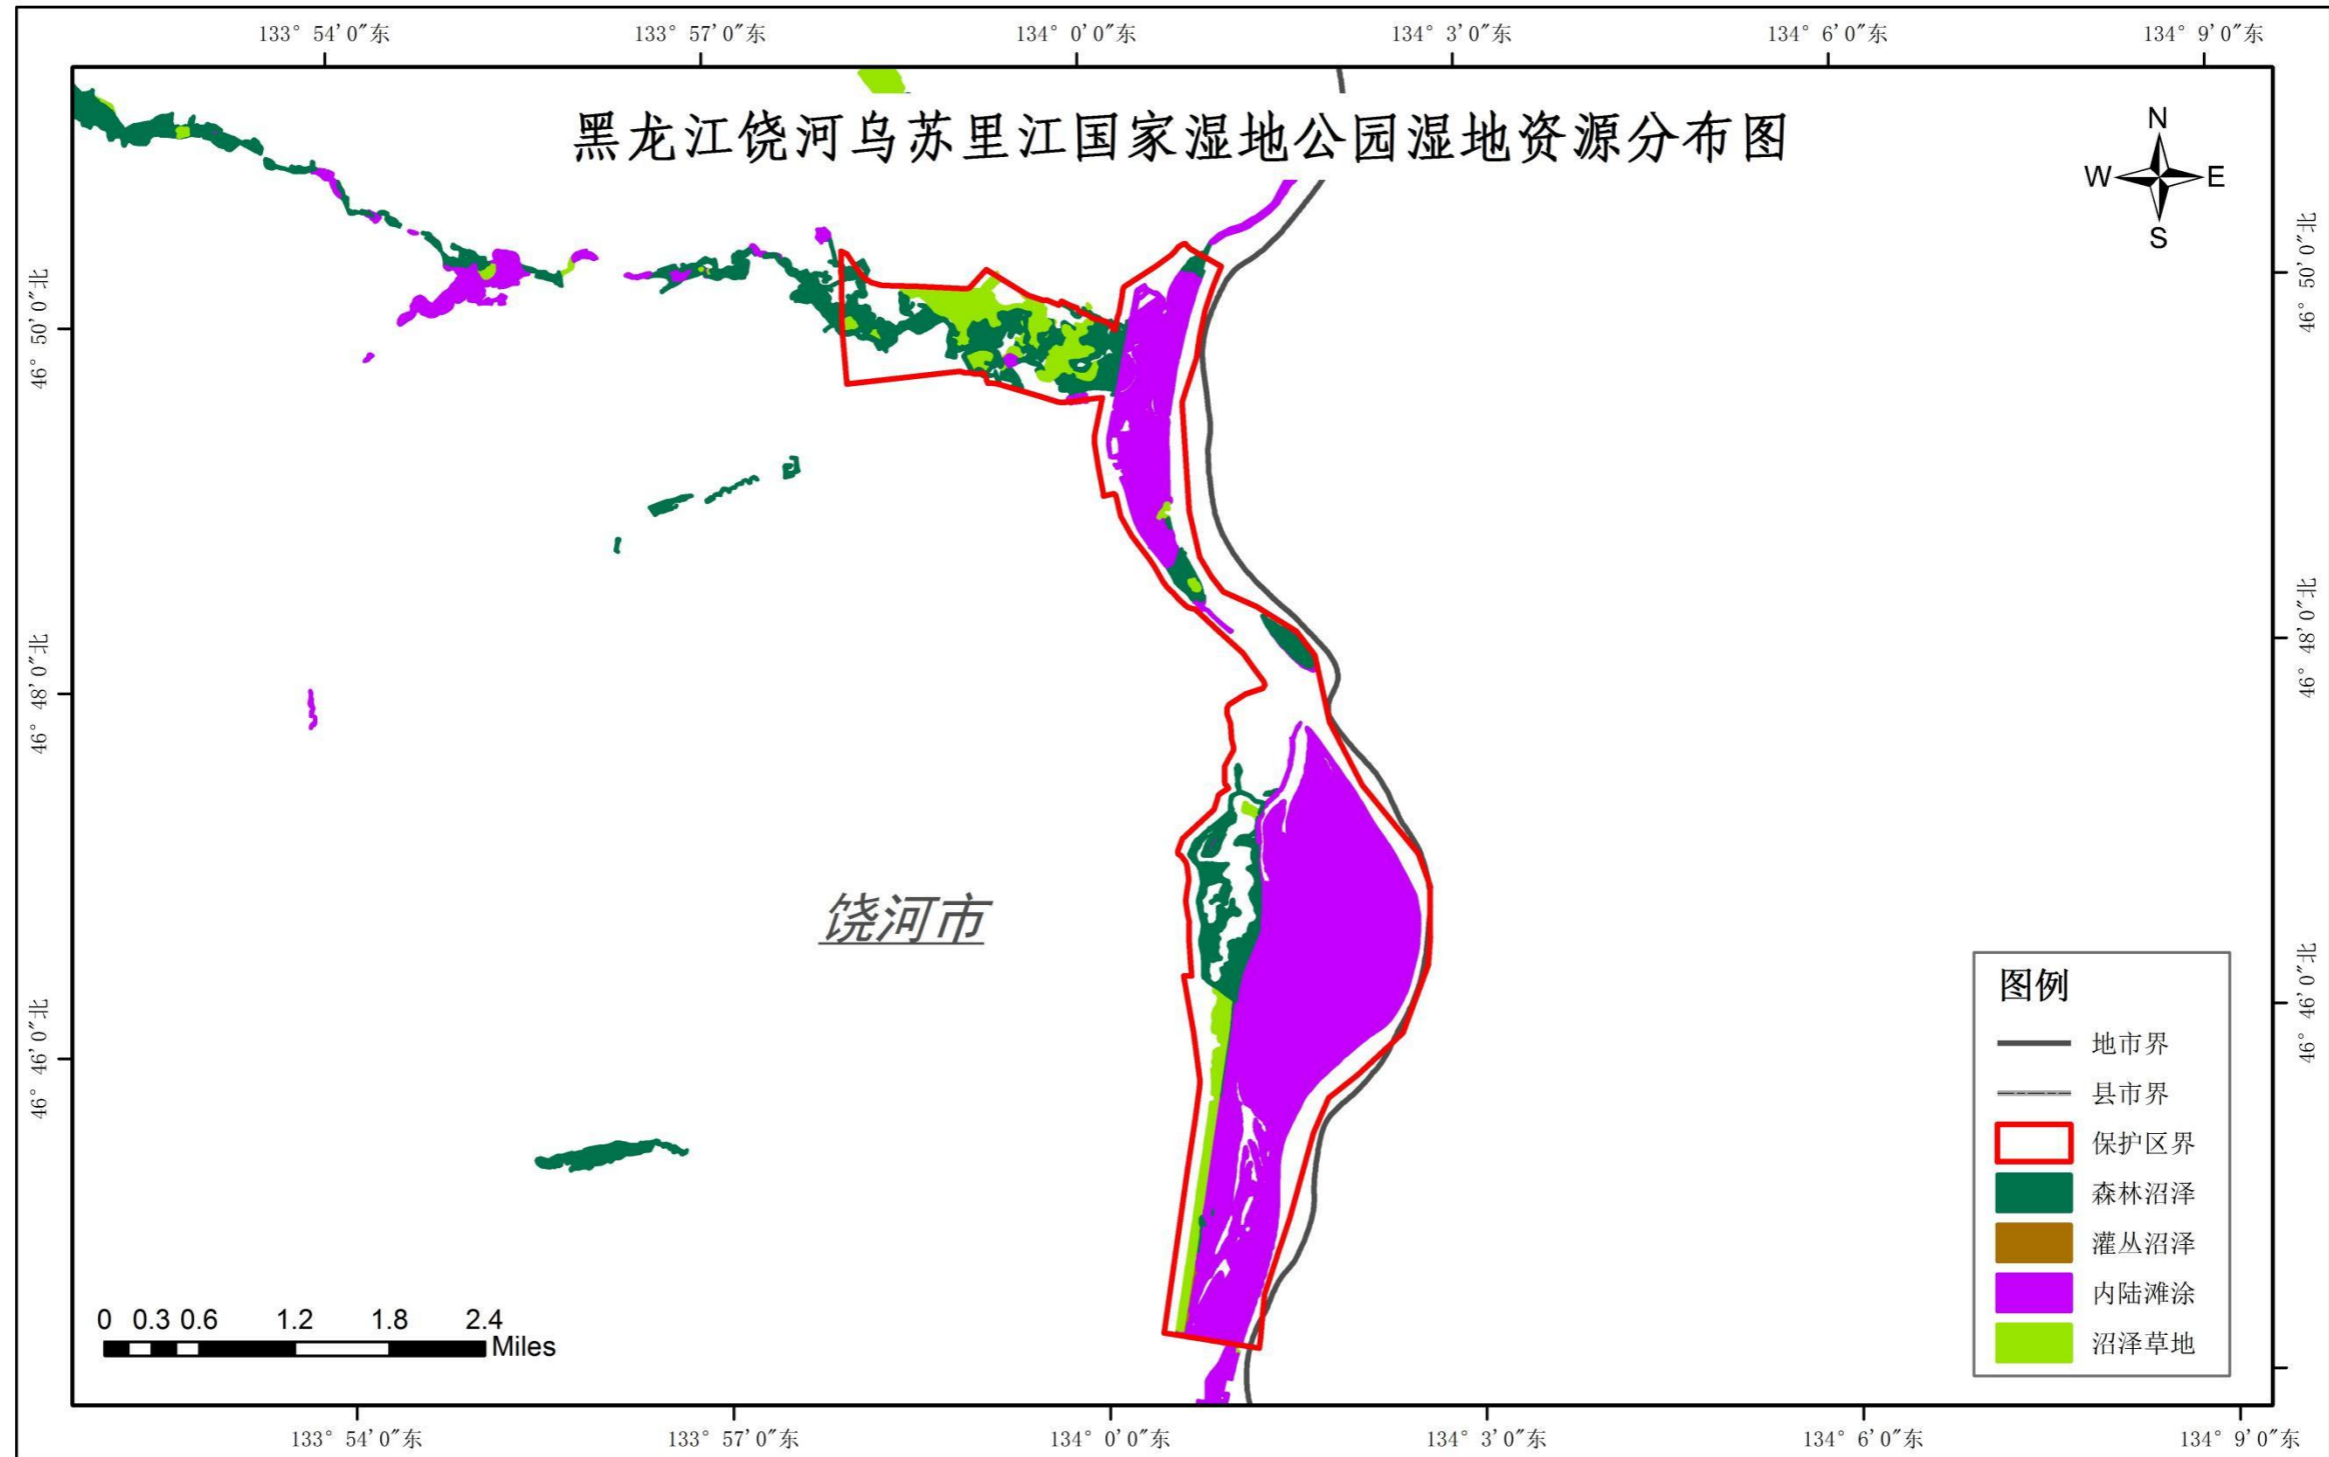 133° 54′0″东 133° 57′0″东 134° 0′0″东 134° 3′0″东 134° 6′0″东 134° 9′0″东
黑龙江饶河乌苏里江国家湿地公园湿地资源分布图
N
W E
S
46° 50′0″北
46° 50′0″北
46° 48′0″北
46° 48′0″北
饶河市
46° 46′0″北
46° 46′0″北
图例
地市界
县市界
保护区界
森林沼泽
灌丛沼泽
内陆滩涂
沼泽草地
0 0.3 0.6 1.2 1.8 2.4
Miles
133° 54′0″东 133° 57′0″东 134° 0′0″东 134° 3′0″东 134° 6′0″东 134° 9′0″东